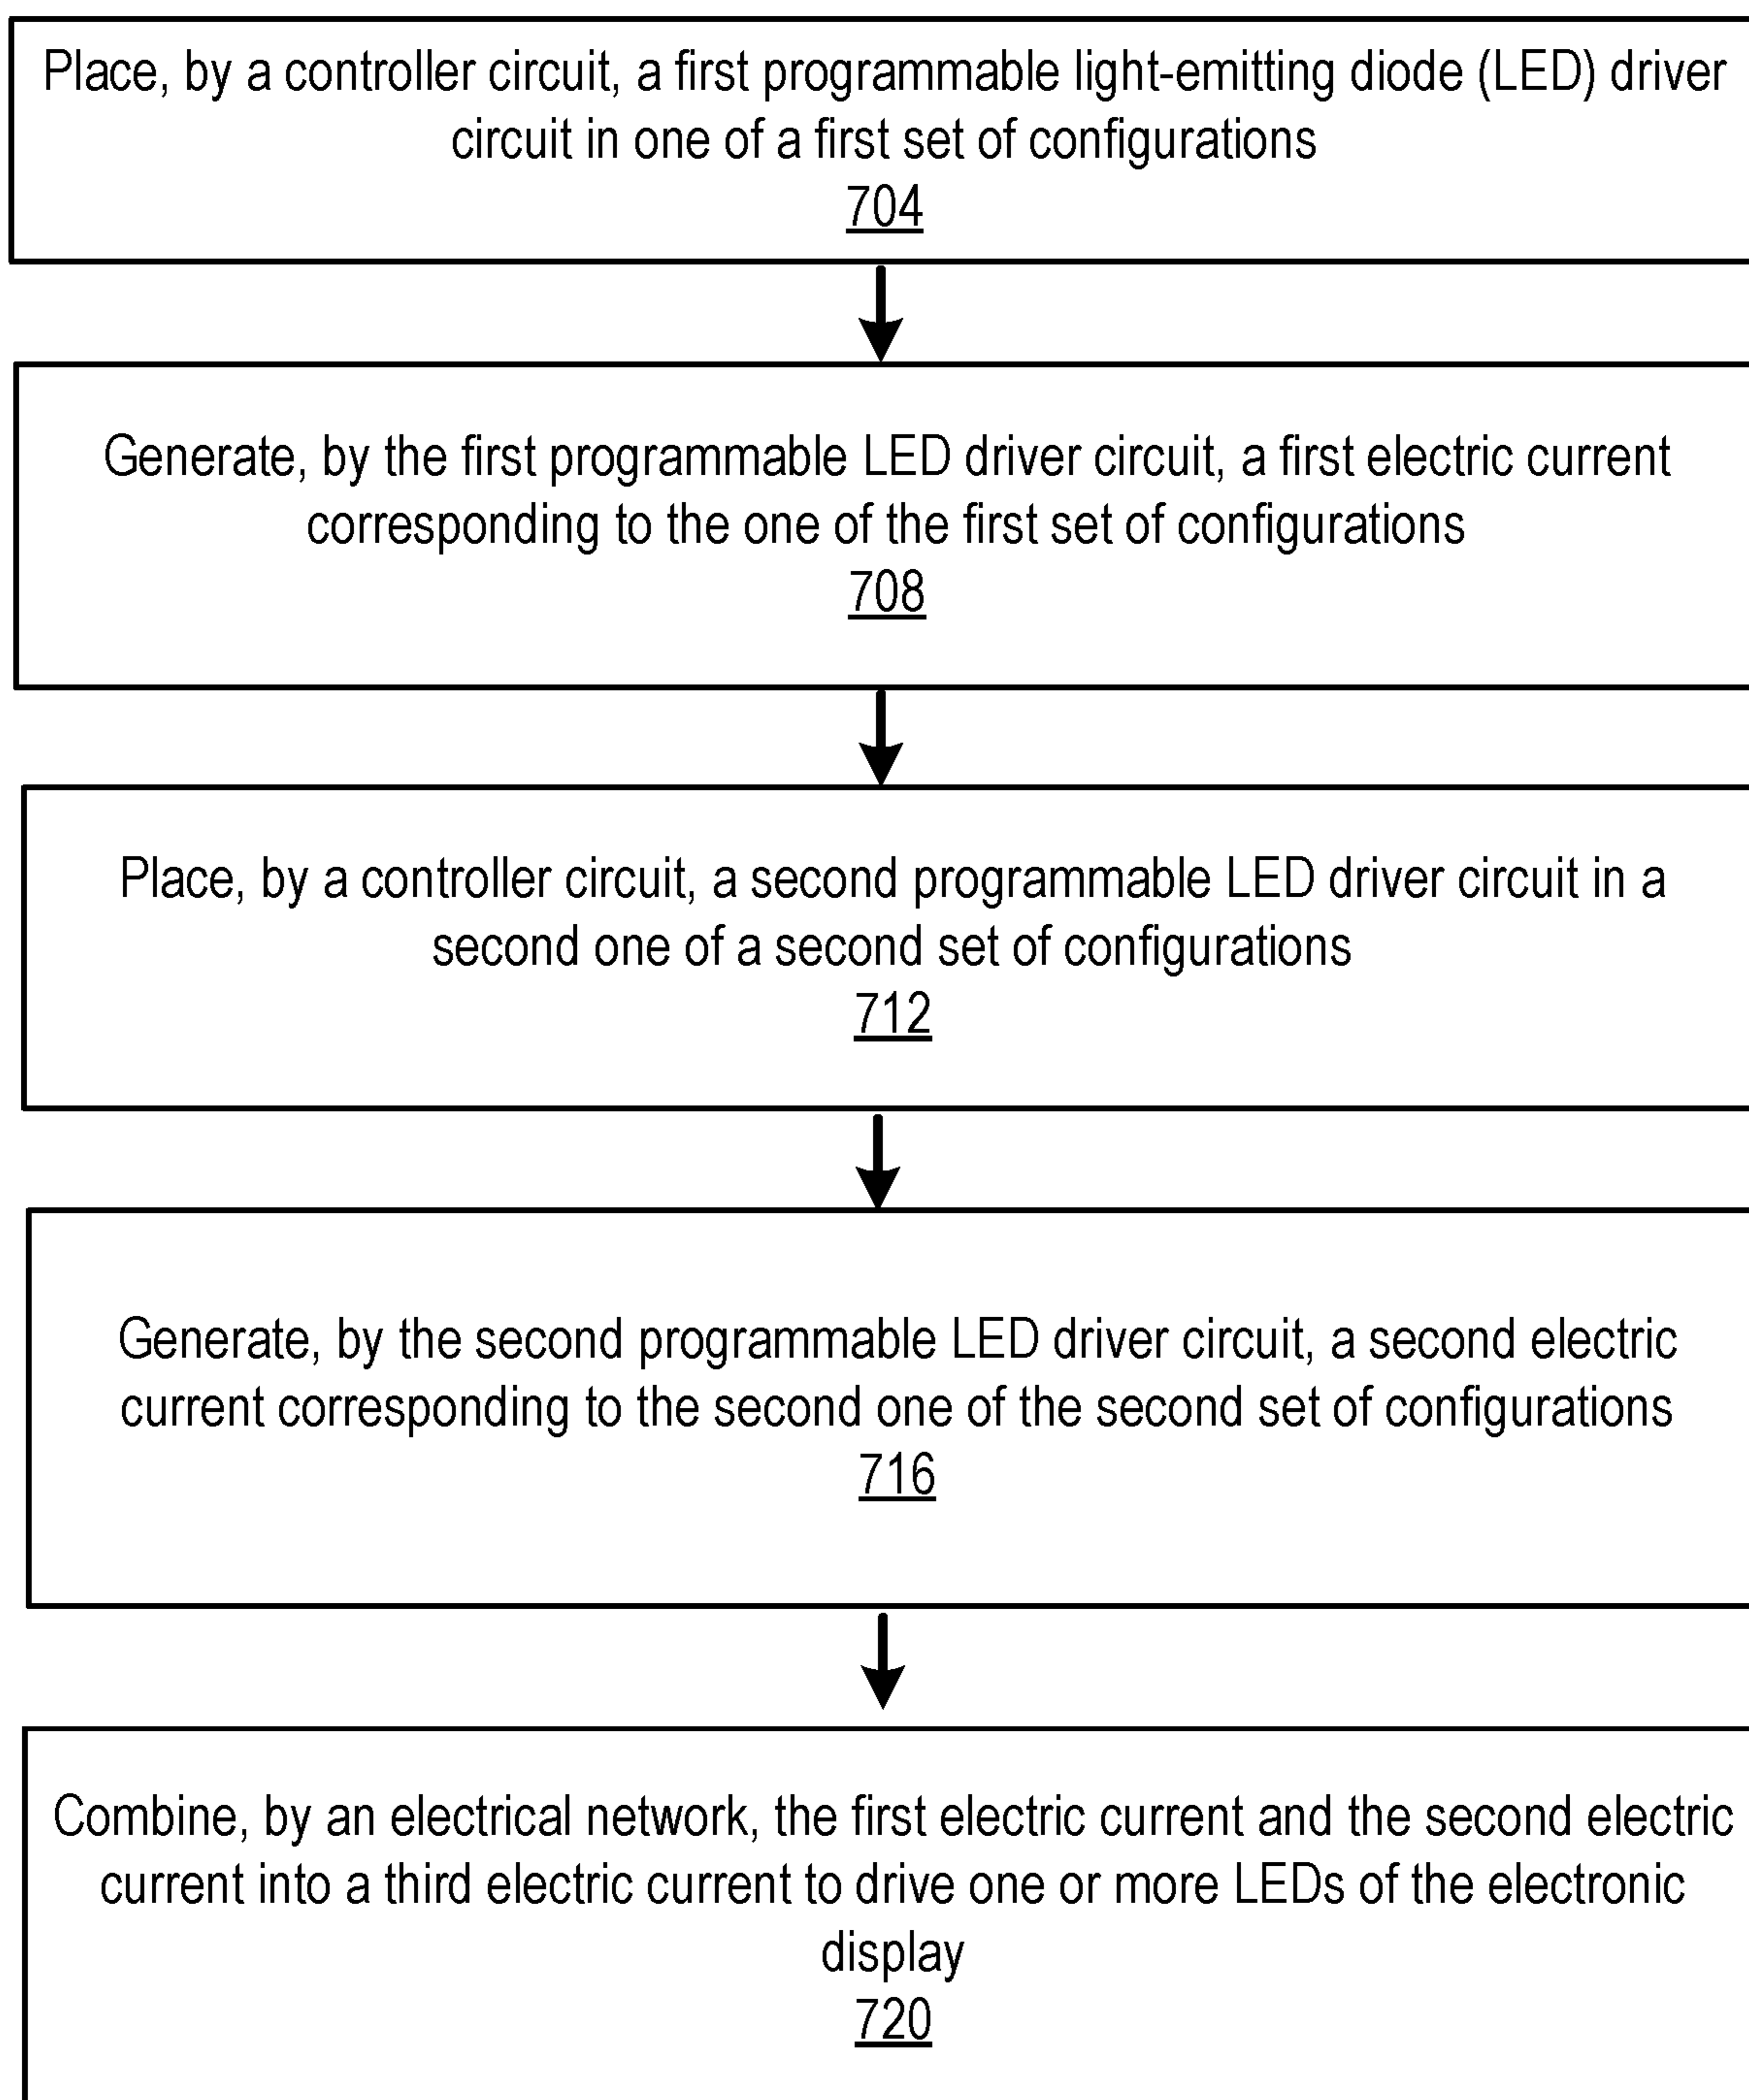 Place, by a controller circuit, a first programmable light-emitting diode (LED) driver
circuit in one of a first set of configurations
704
Generate, by the first programmable LED driver circuit, a first electric current
corresponding to the one of the first set of configurations
708
Place, by a controller circuit, a second programmable LED driver circuit in a
second one of a second set of configurations
712
Generate, by the second programmable LED driver circuit, a second electric
current corresponding to the second one of the second set of configurations
716
Combine, by an electrical network, the first electric current and the second electric
current into a third electric current to drive one or more LEDs of the electronic
display
720